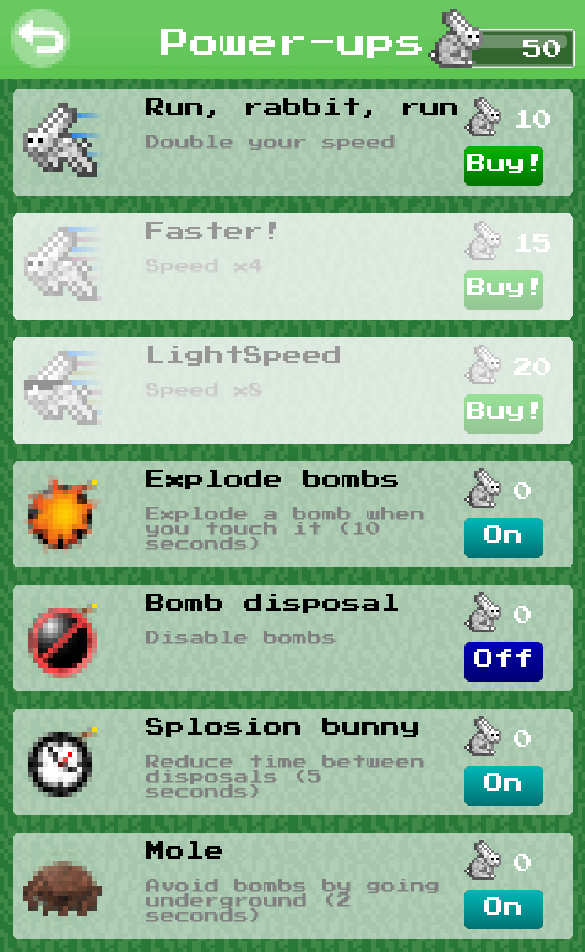 Power-ups 50
Run, rabbit, run 10
Double your speed
Buy!
Faster! 15
Speed x4
Buy!
LightSpeed 20
Speed x8
Buy!
Explode bombs 0
Explode a bomb when
you touch it (10
seconds)
On
Bomb disposal 0
Disable bombs
Off
Splosion bunny 0
Reduce time between
disposals (5
seconds)
On
Mole 0
Avoid bombs by going
underground (2
seconds)
On